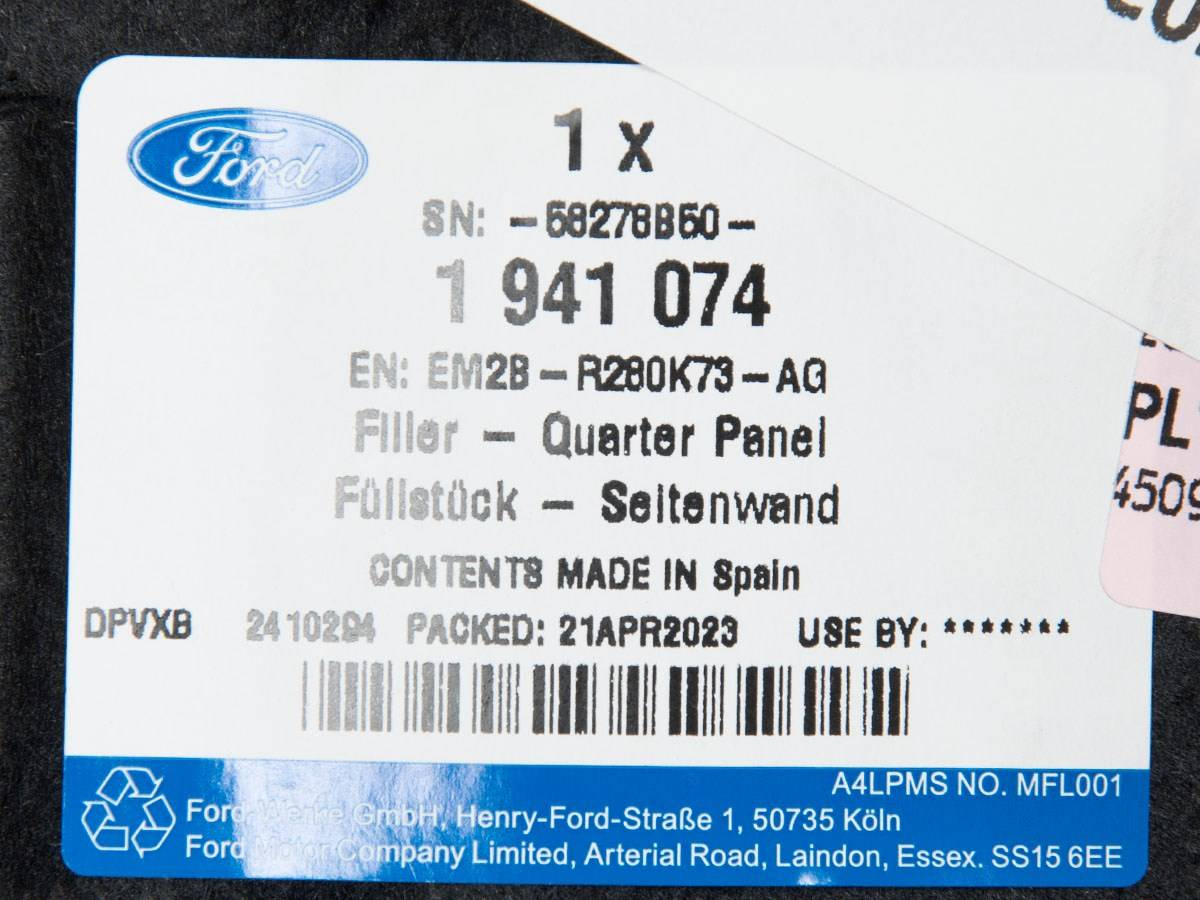 Ford
1 x
SN: -58278B50-
1 941 074
EN: EM2B - R280K73 - AG
Filler - Quarter Panel
Füllstück - Seitenwand
CONTENTS MADE IN Spain
DPVXB 2410294 PACKED: 21APR2023 USE BY: *******
A4LPMS NO. MFL001
Ford-Werke GmbH, Henry-Ford-Straße 1, 50735 Köln
Ford Motor Company Limited, Arterial Road, Laindon, Essex. SS15 6EE
PL
4509